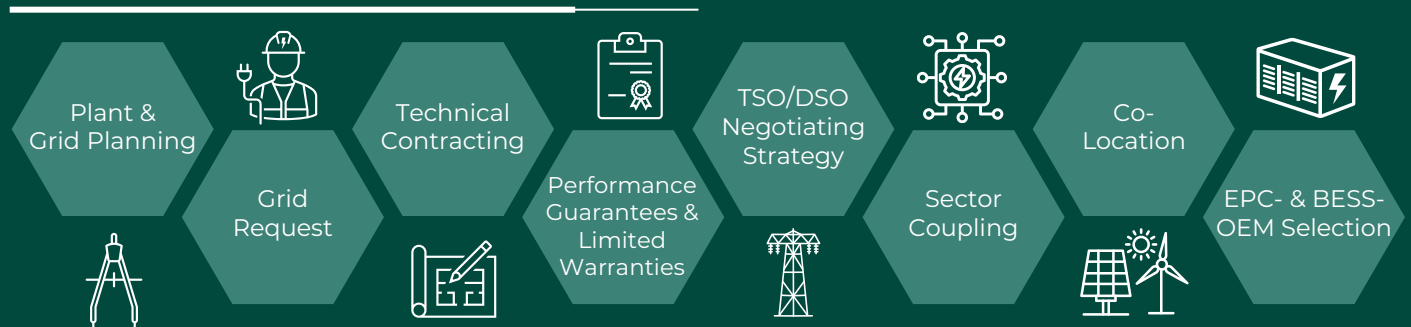 Plant &
Grid Planning
Grid
Request
Technical
Contracting
Performance
Guarantees &
Limited
Warranties
TSO/DSO
Negotiating
Strategy
Sector
Coupling
Co-
Location
EPC- & BESS-
OEM Selection